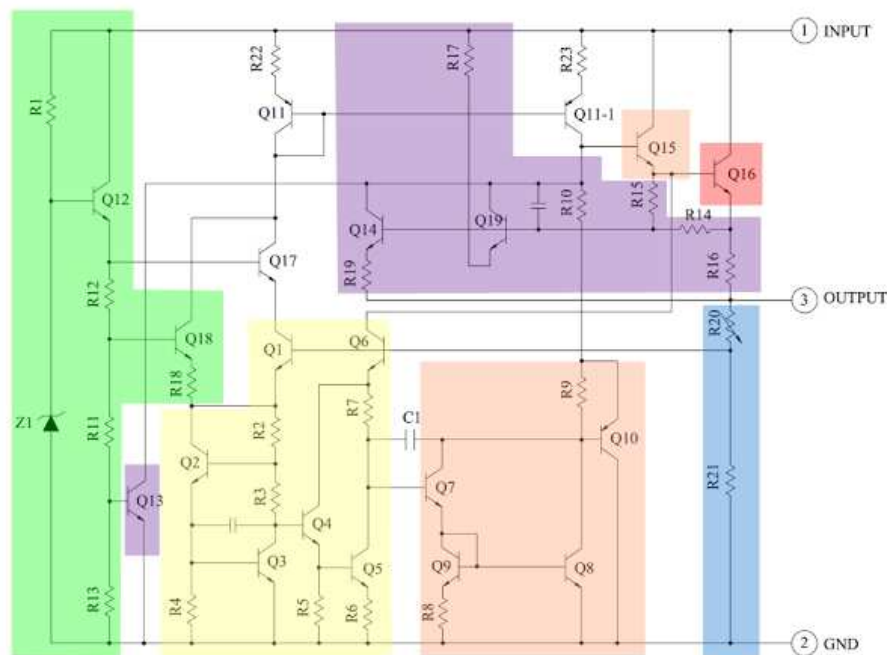 1 INPUT
R22
R17
R23
R1
Q11
Q11-1
Q15
Q16
Q12
R10
R15
R14
Q14
Q19
Q17
R19
R16
R12
3 OUTPUT
R20
Q18
Q1
Q6
R18
R7
R9
C1
Z1
R11
R2
Q10
Q2
R3
Q7
R21
Q13
Q4
Q3
Q5
Q9
Q8
R13
R4
R5
R6
R8
2 GND